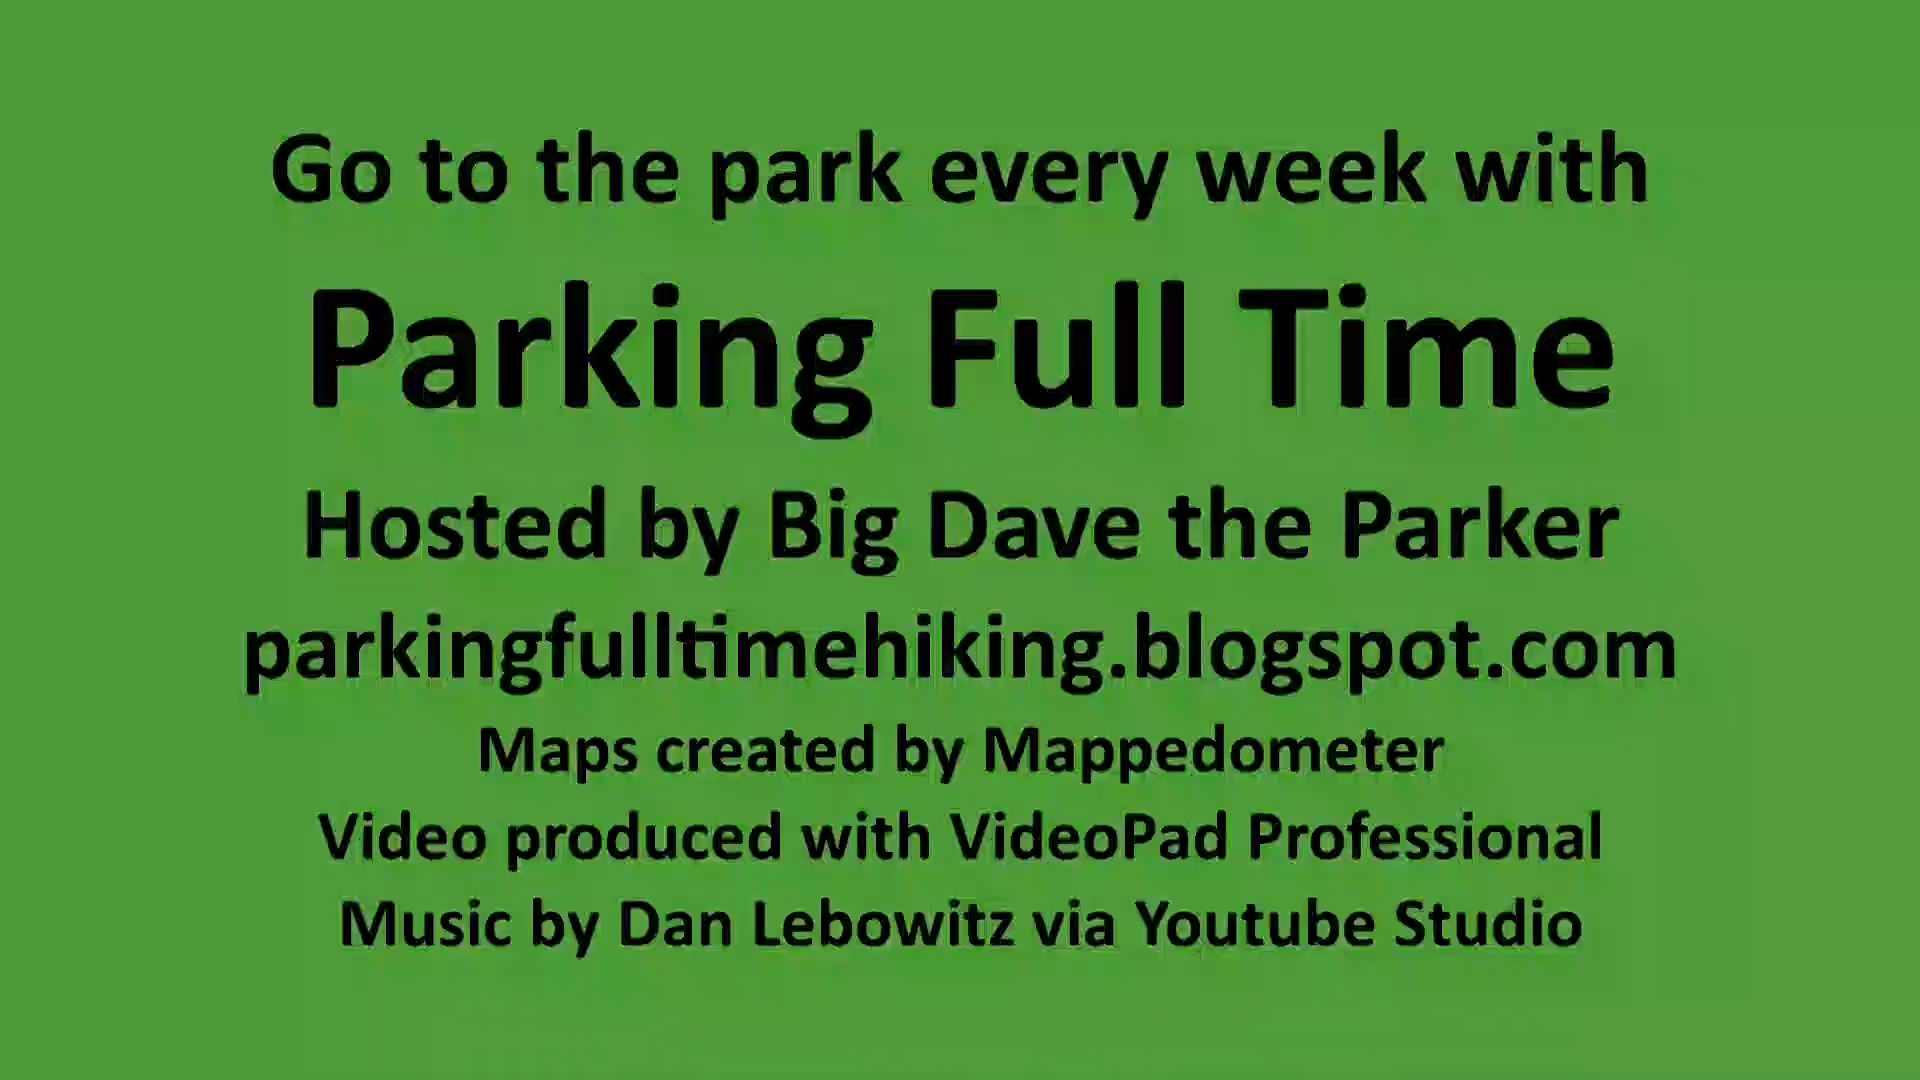 Go to the park every week with
Parking Full Time
Hosted by Big Dave the Parker
parkingfulltimehiking.blogspot.com
Maps created by Mappedometer
Video produced with VideoPad Professional
Music by Dan Lebowitz via Youtube Studio